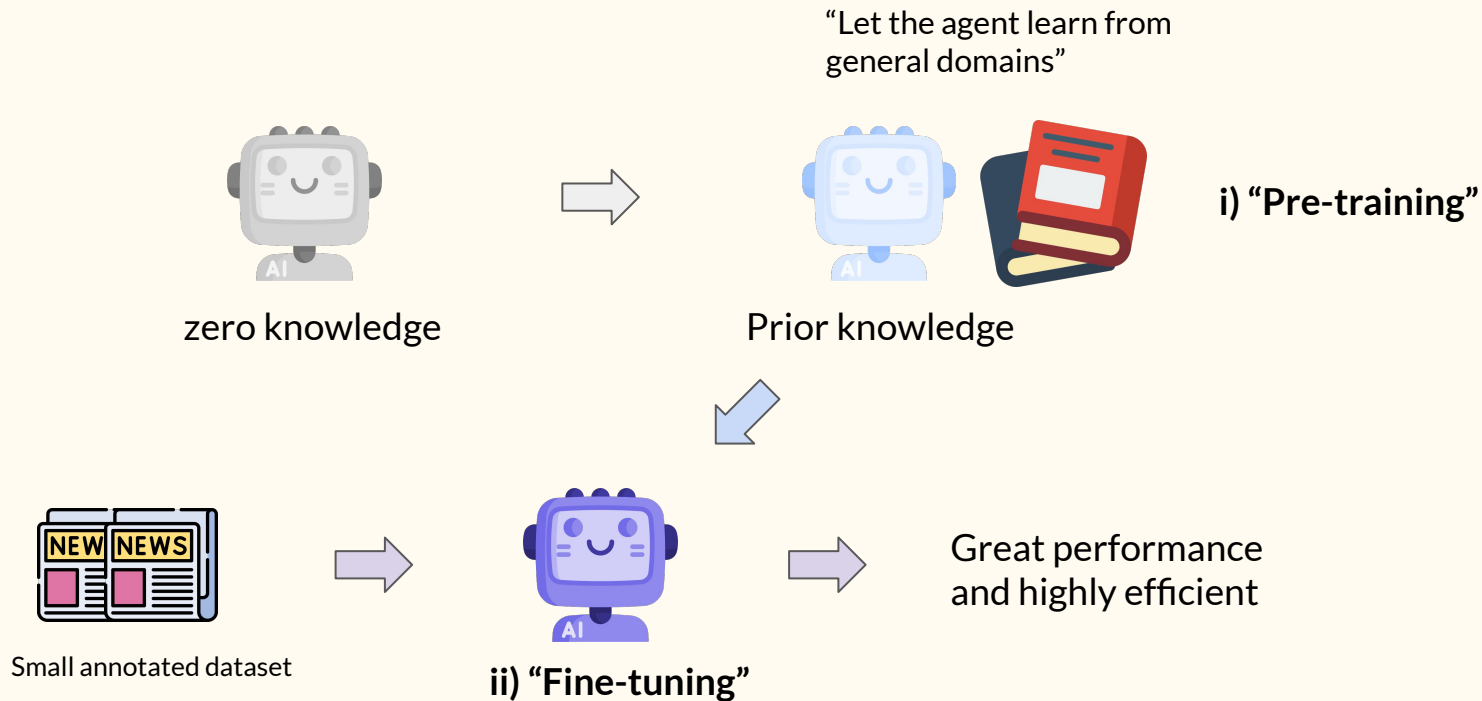 “Let the agent learn from
general domains”
AI
AI
i) “Pre-training”
zero knowledge
Prior knowledge
NEW
NEWS
Great performance
and highly efficient
AI
Small annotated dataset
ii) “Fine-tuning”